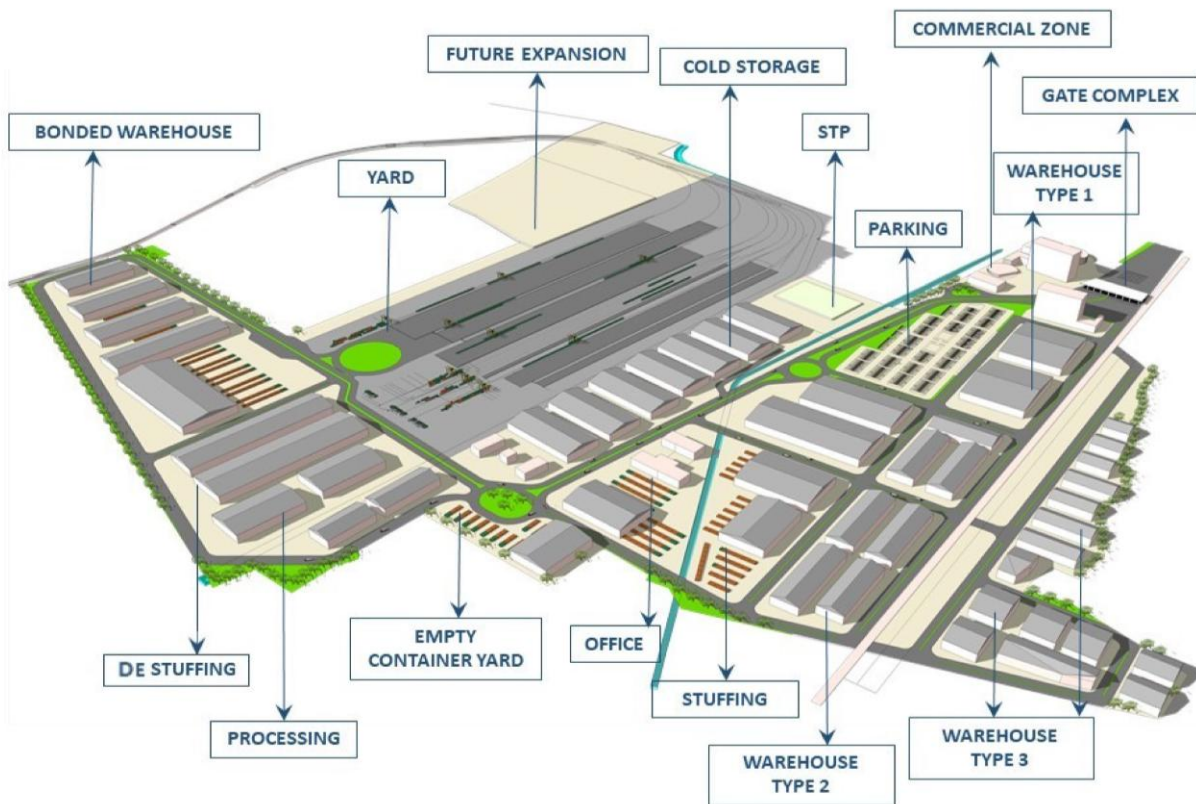 COMMERCIAL ZONE
FUTURE EXPANSION
COLD STORAGE
GATE COMPLEX
BONDED WAREHOUSE
STP
YARD
WAREHOUSE
TYPE 1
PARKING
EMPTY
CONTAINER YARD
OFFICE
DE STUFFING
STUFFING
PROCESSING
WAREHOUSE
TYPE 2
WAREHOUSE
TYPE 3